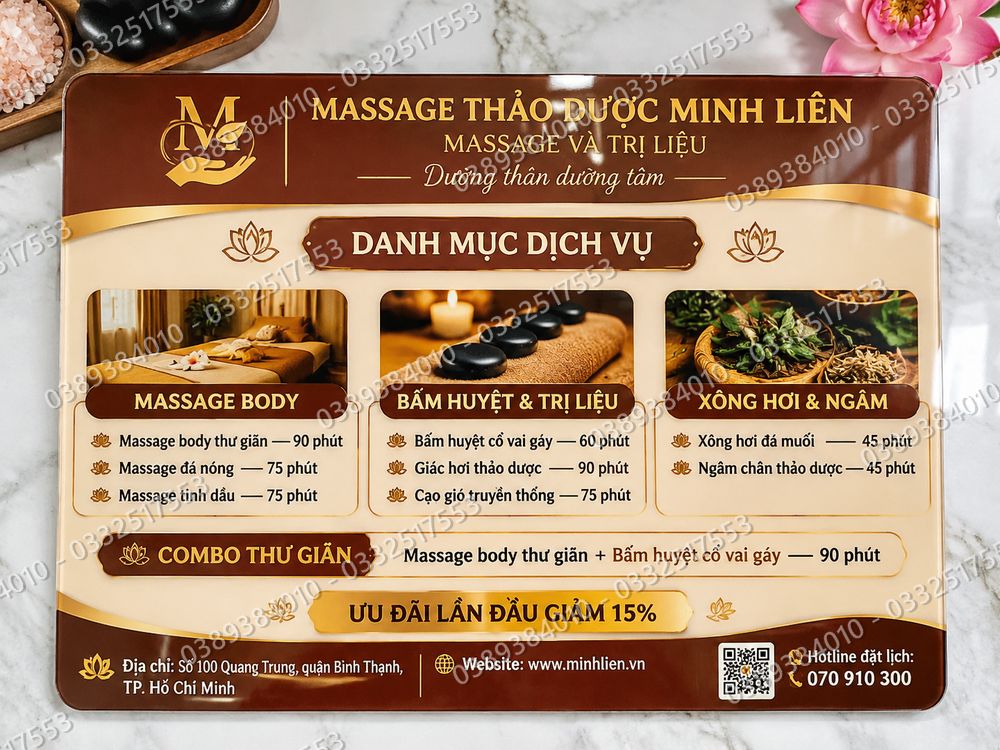 M
MASSAGE THẢO DƯỢC MINH LIÊN
MASSAGE VÀ TRỊ LIỆU
Dưỡng thân dưỡng tâm
DANH MỤC DỊCH VỤ
MASSAGE BODY
Massage body thư giãn — 90 phút
Massage đá nóng — 75 phút
Massage tinh dầu — 75 phút
BẤM HUYỆT & TRỊ LIỆU
Bấm huyệt cổ vai gáy — 60 phút
Giác hơi thảo dược — 90 phút
Cạo gió truyền thống — 75 phút
XÔNG HƠI & NGÂM
Xông hơi đá muối — 45 phút
Ngâm chân thảo dược — 45 phút
COMBO THƯ GIÃN
Massage body thư giãn + Bấm huyệt cổ vai gáy — 90 phút
ƯU ĐÃI LẦN ĐẦU GIẢM 15%
Địa chỉ: Số 100 Quang Trung, quận Bình Thạnh,
TP. Hồ Chí Minh
Website: www.minhlien.vn
Hotline đặt lịch:
070 910 300
0389384010 - 0332517553